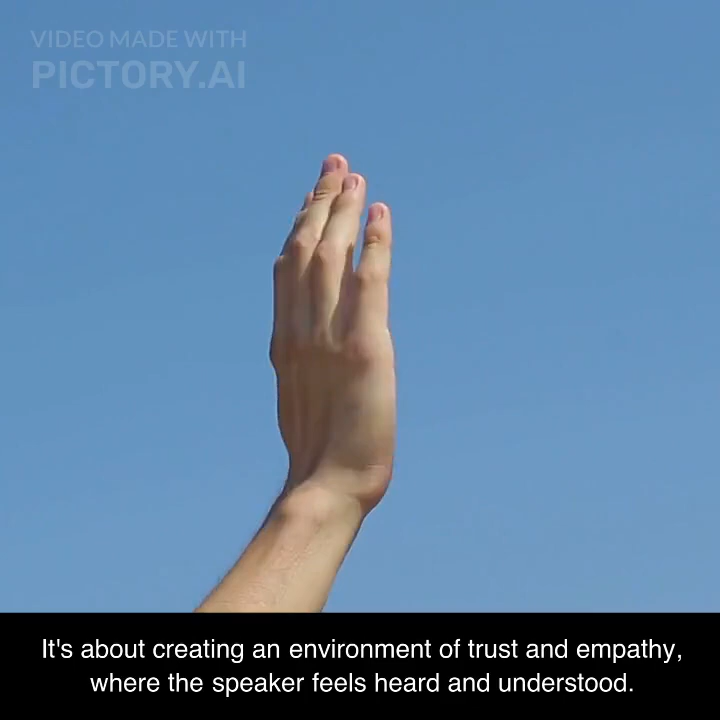 VIDEO MADE WITH
PICTORY.AI
It's about creating an environment of trust and empathy,
where the speaker feels heard and understood.